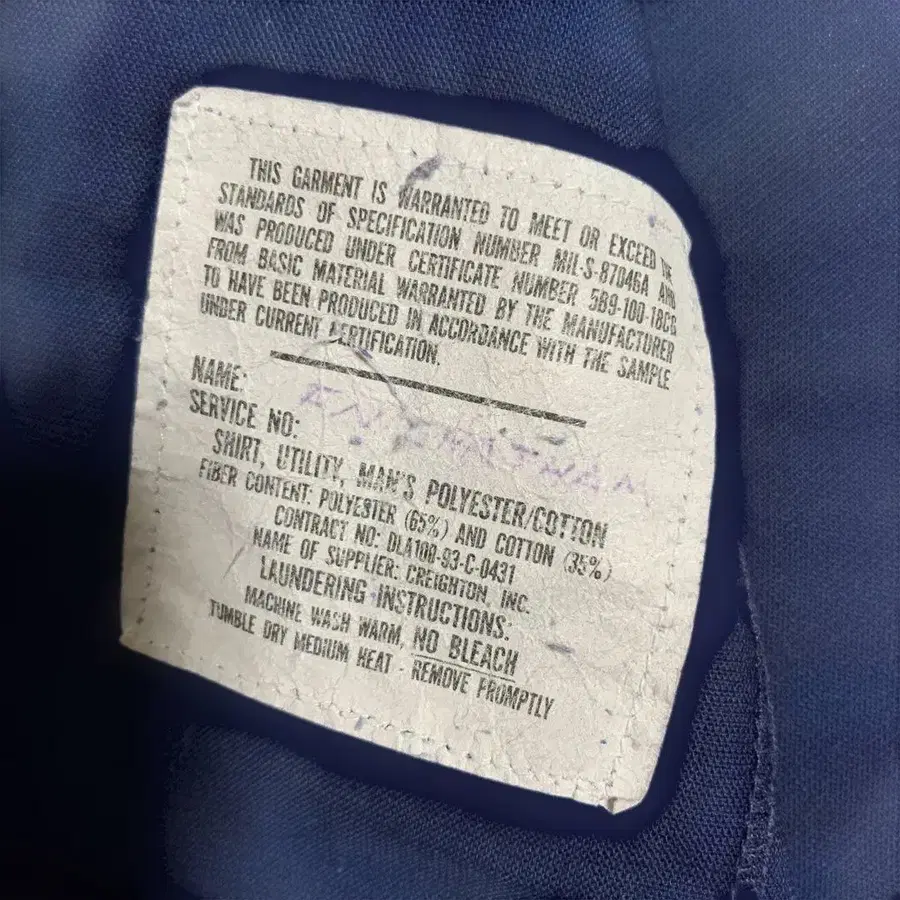 THIS GARMENT IS WARRANTED TO MEET OR EXCEED THE
STANDARDS OF SPECIFICATION NUMBER MIL-S-87046A AND
WAS PRODUCED UNDER CERTIFICATE NUMBER 5B9-100-18CB
FROM BASIC MATERIAL WARRANTED BY THE MANUFACTURER
TO HAVE BEEN PRODUCED IN ACCORDANCE WITH THE SAMPLE
UNDER CURRENT CERTIFICATION.
NAME:
SERVICE NO:
SHIRT, UTILITY, MAN'S POLYESTER/COTTON
FIBER CONTENT: POLYESTER (65%) AND COTTON (35%)
CONTRACT NO: DLA100-93-C-0431
NAME OF SUPPLIER: CREIGHTON, INC.
LAUNDERING INSTRUCTIONS:
MACHINE WASH WARM, NO BLEACH
TUMBLE DRY MEDIUM HEAT - REMOVE PROMPTLY